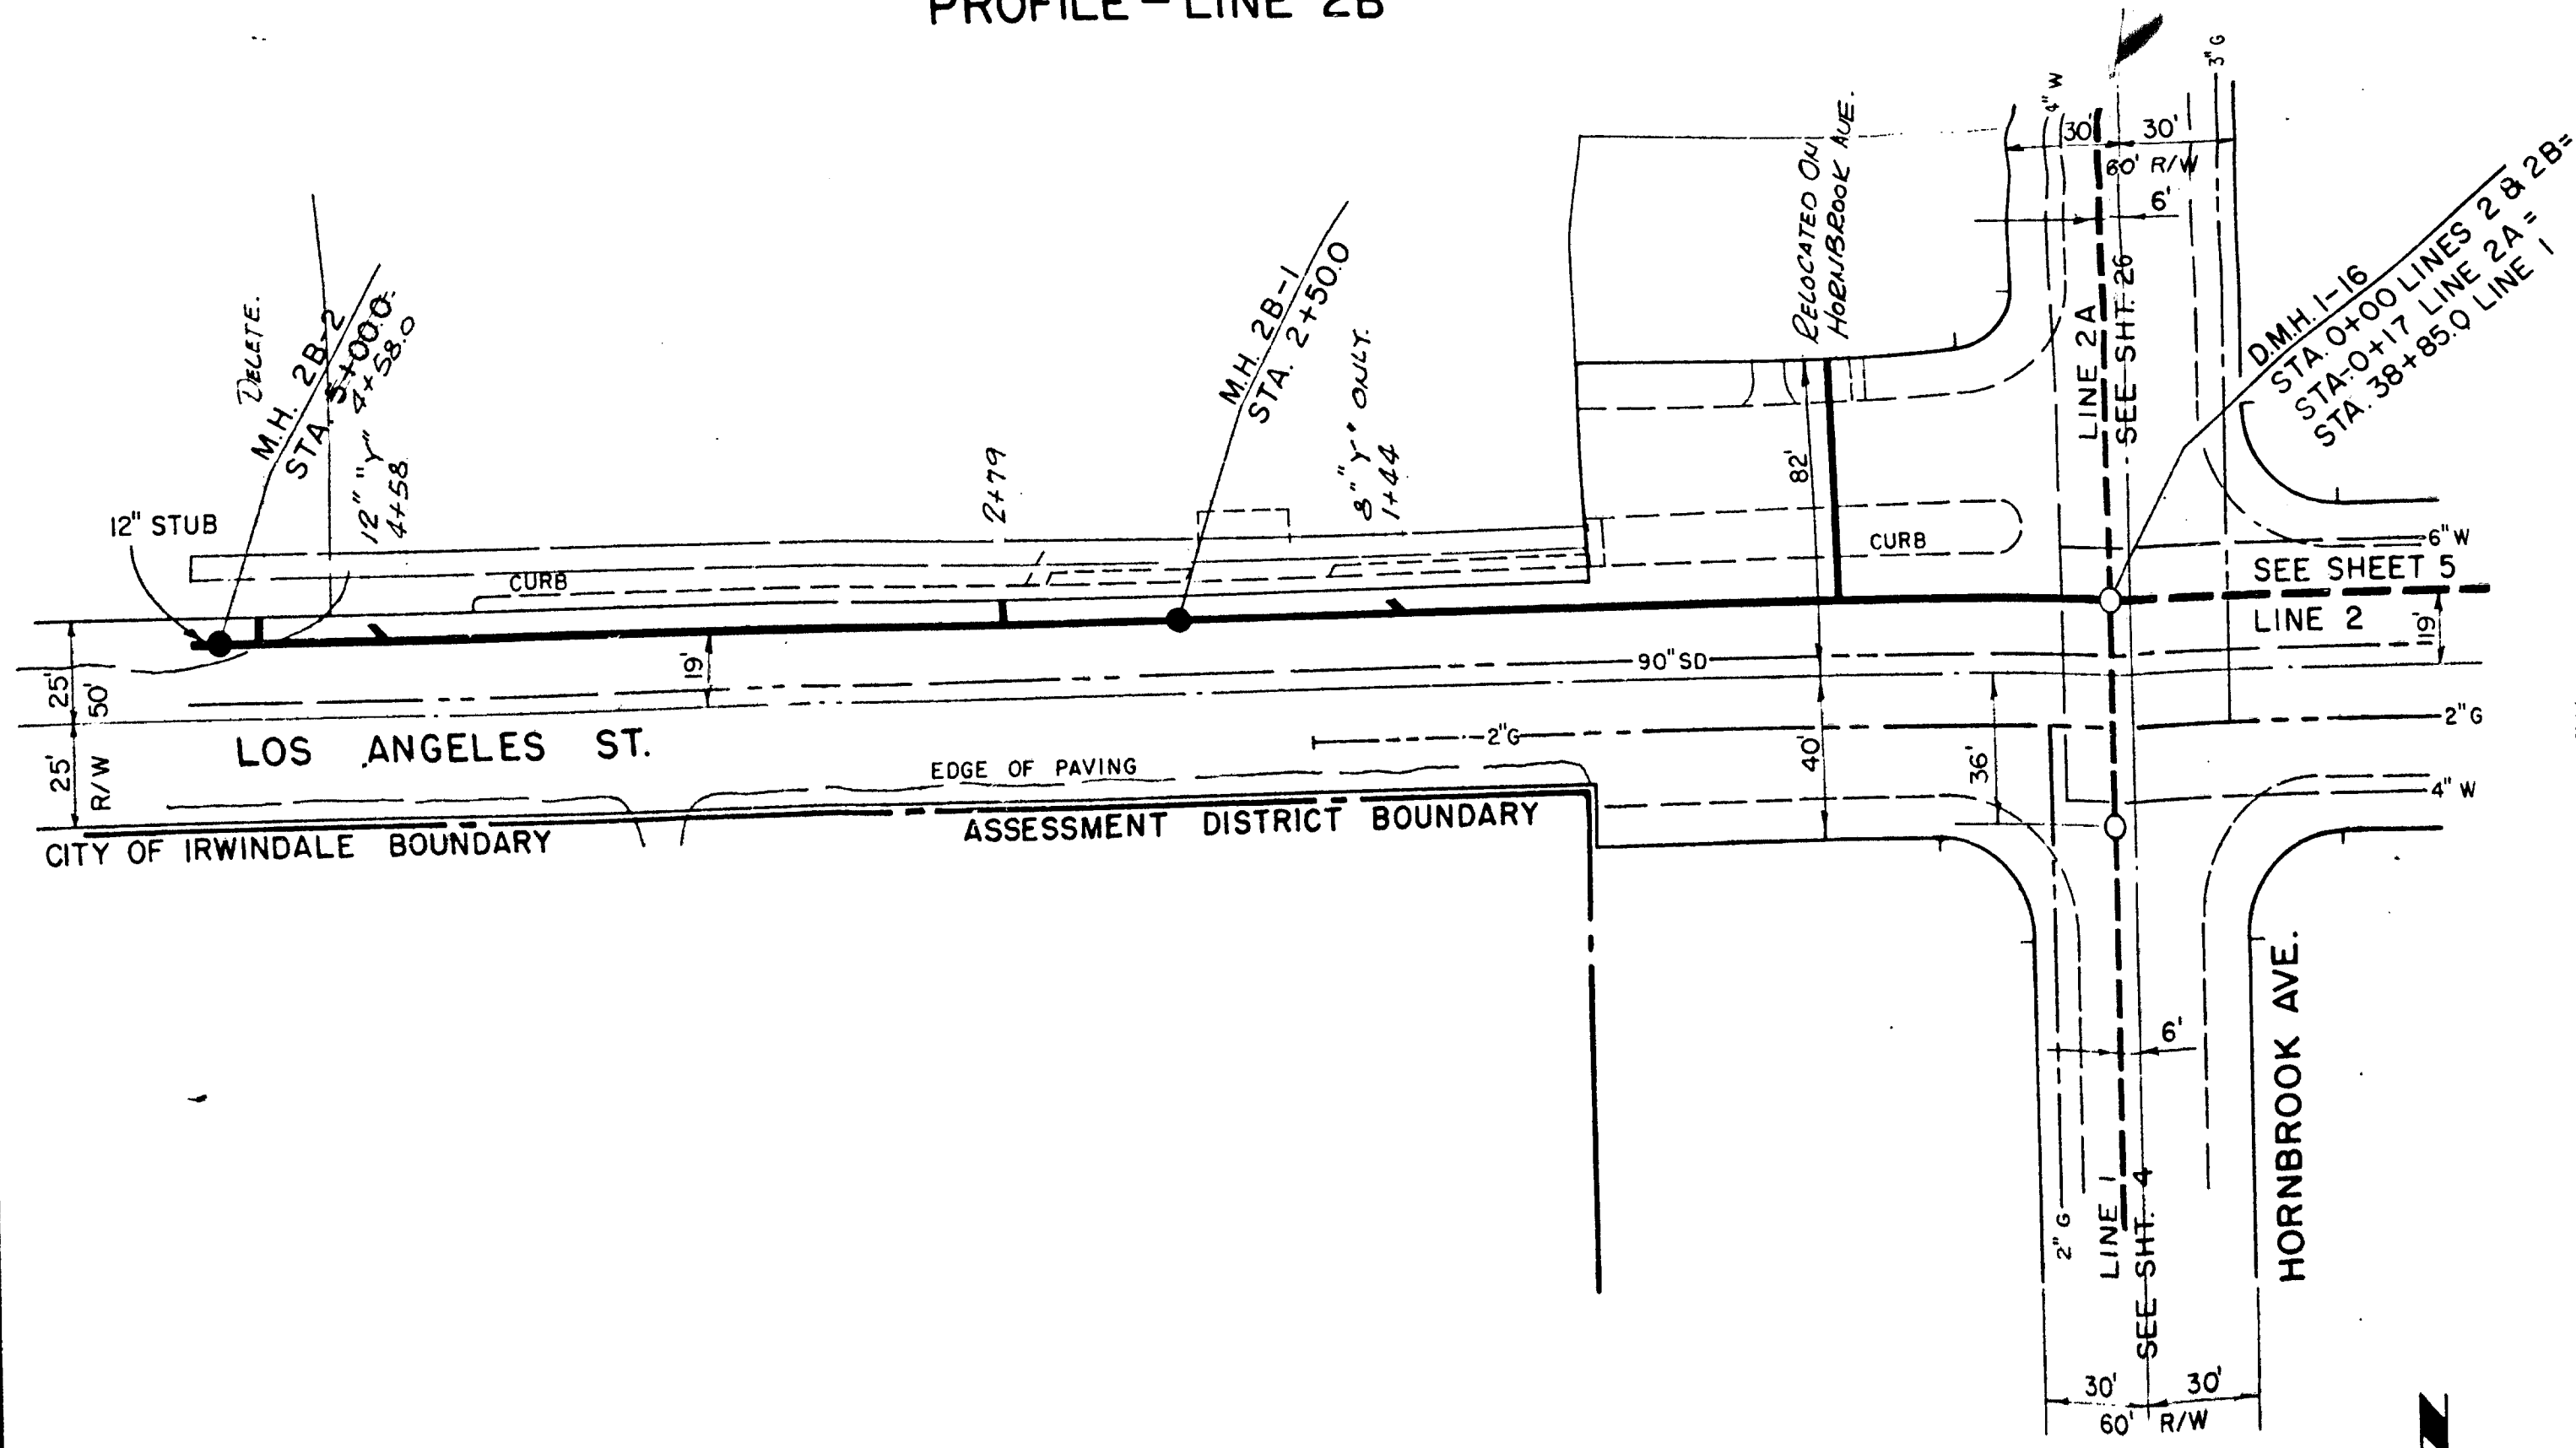 PROFILE - LINE 2B
DELETE.
M.H. 2B-2
STA. 5+00.0
4+58.0
12" "Y"
4+58
12" STUB
2+79
M.H. 2B-1
STA. 2+50.0
8" "Y" ONLY.
1+44
RELOCATED ON
HORNBROOK AVE.
4" W
3" G
30' 30'
60' R/W
6'
LINE 2A
SEE SHT. 26
D.M.H. 1-16
STA. 0+00 LINES 2 & 2B=
STA-0+17 LINE 2A =
STA. 38+85.0 LINE 1
82'
CURB
CURB
6" W
SEE SHEET 5
LINE 2
19'
19'
90" SD
25'
50'
25'
R/W
LOS ANGELES ST.
2" G
2" G
EDGE OF PAVING
40'
36'
4" W
CITY OF IRWINDALE BOUNDARY
ASSESSMENT DISTRICT BOUNDARY
6'
2" G
LINE 1
SEE SHT. 4
HORNBROOK AVE.
30' 30'
60' R/W
N